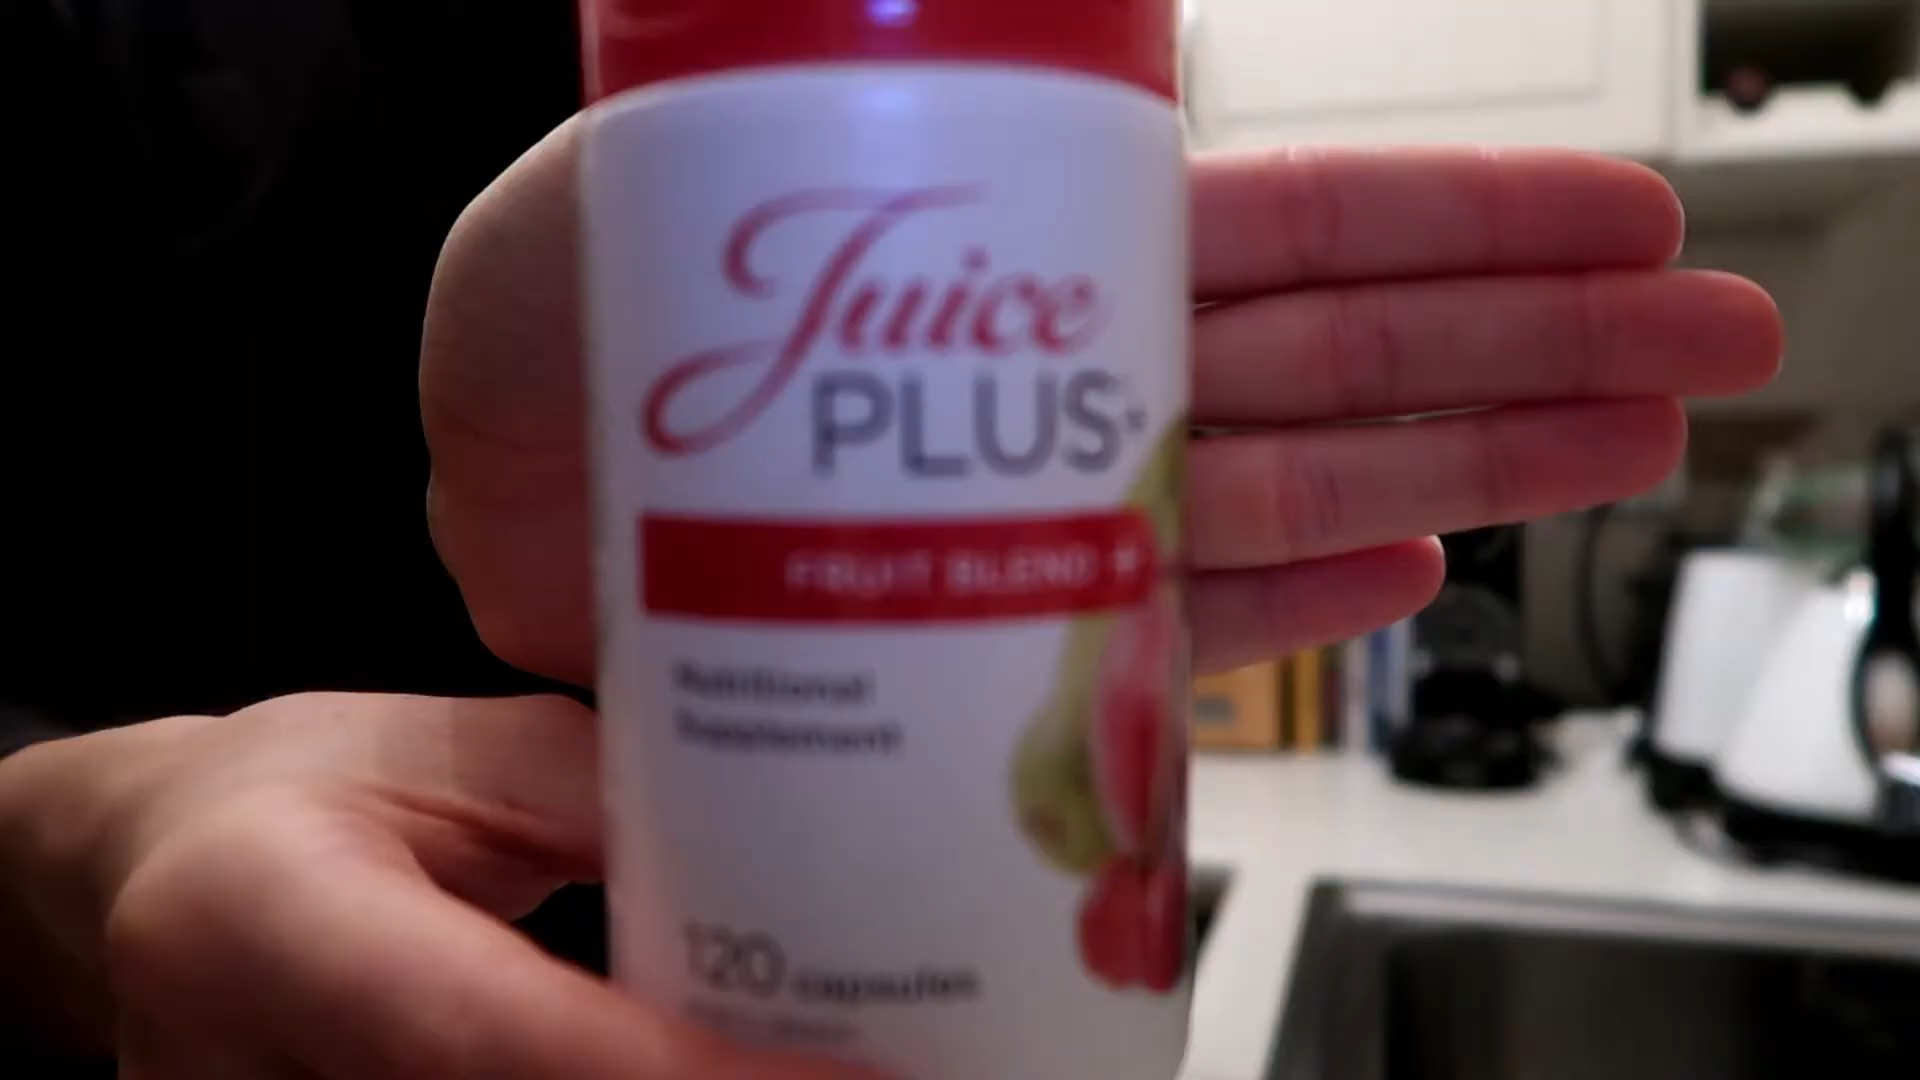 Juice
PLUS+
FRUIT BLEND
Nutritional
Supplement
120 capsules